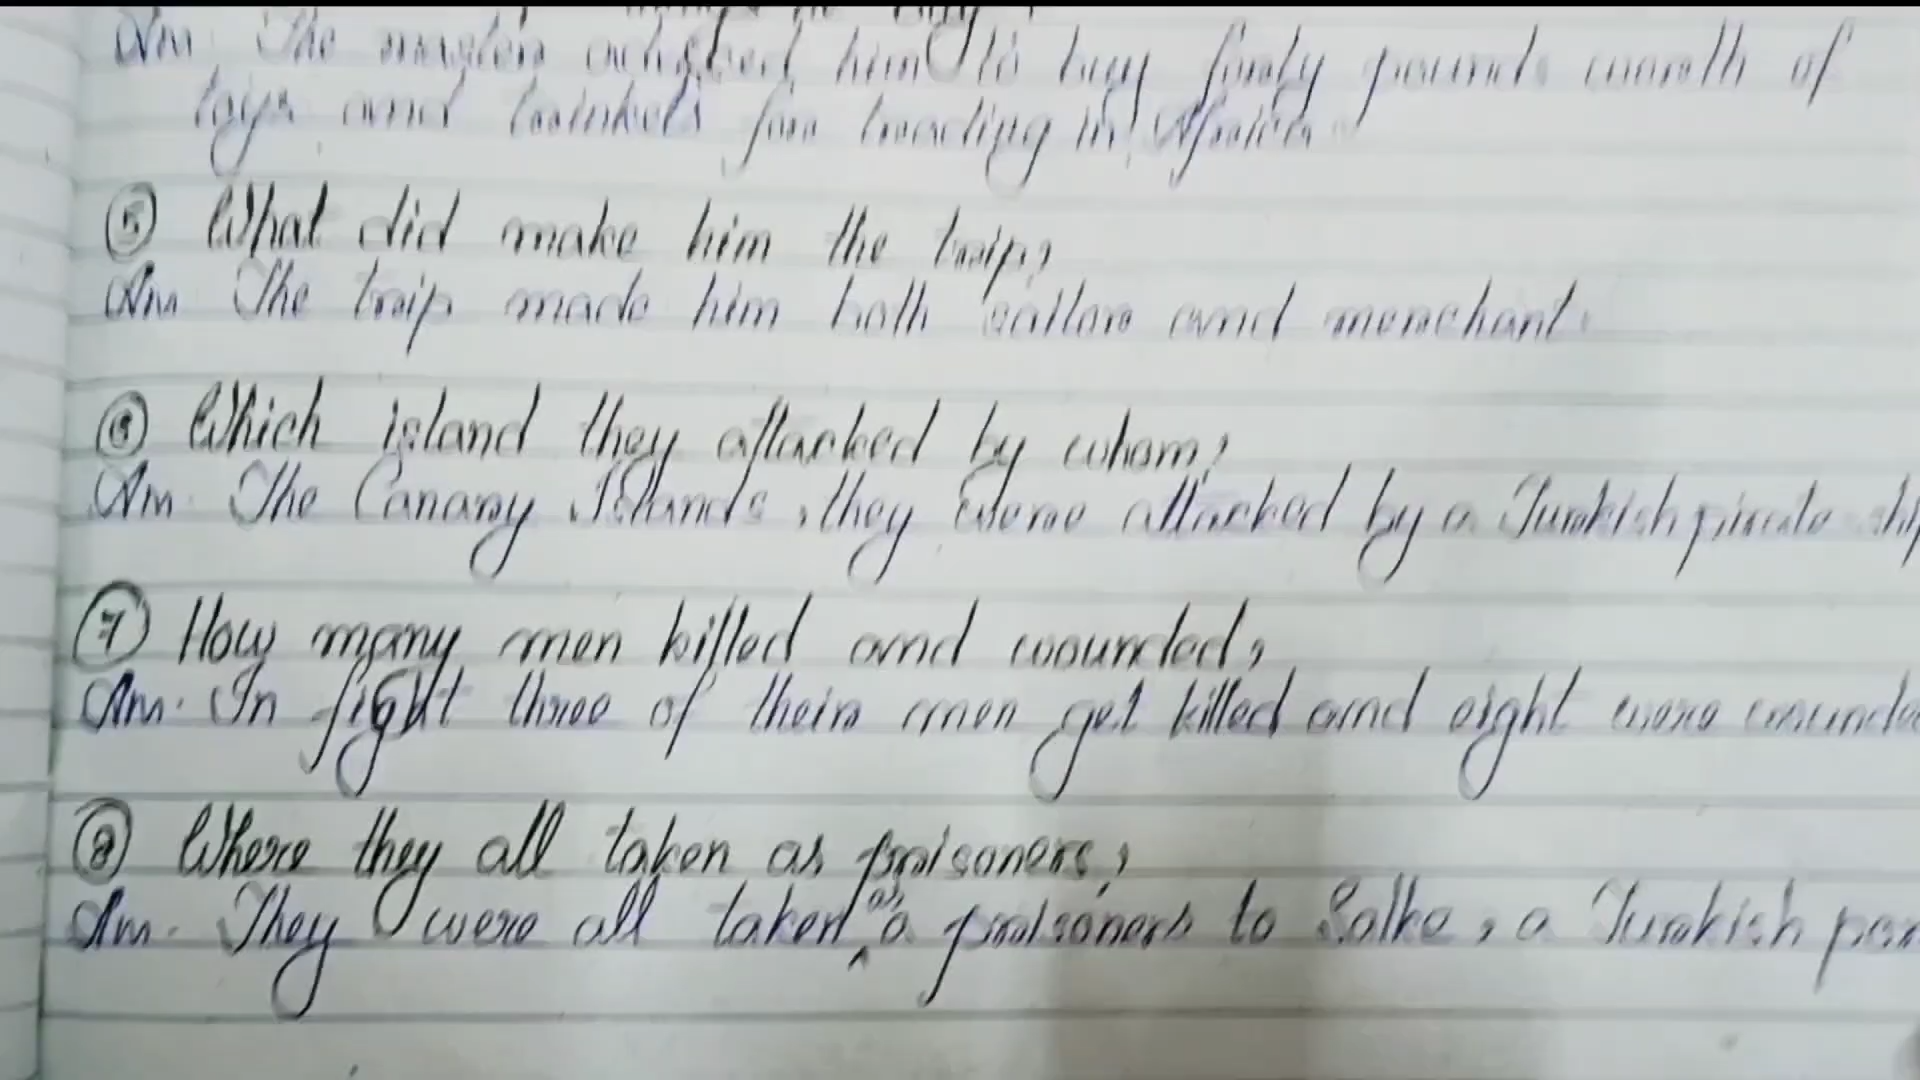 Ans. The master advised him to buy forty pounds worth of
toys and trinkets for trading in Africa.
⑤ What did make him the trip?
Ans The trip made him both sailor and merchant.
⑥ Which island they attacked by whom?
Ans. The Canary Islands, they were attacked by a Turkish pirate ship
⑦ How many men killed and wounded?
Ans. In fight three of their men get killed and eight were wounded
⑧ Where they all taken as prisoners?
Ans. They were all taken as a prisoners to Salke, a Turkish por